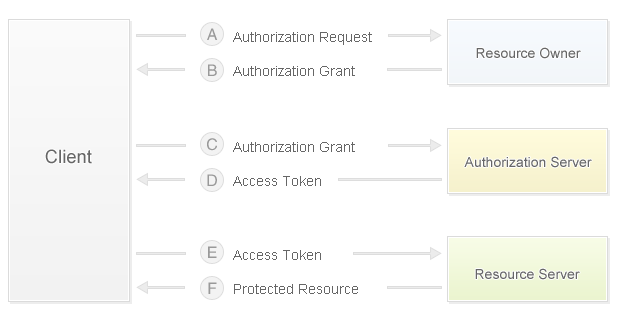 Client
A Authorization Request
Resource Owner
B Authorization Grant
C Authorization Grant
Authorization Server
D Access Token
E Access Token
Resource Server
F Protected Resource